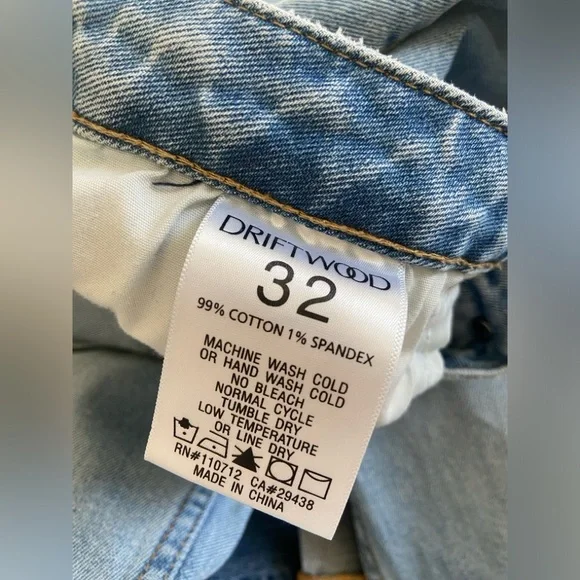 DRIFTWOOD
32
99% COTTON 1% SPANDEX
MACHINE WASH COLD
OR HAND WASH COLD
NO BLEACH
NORMAL CYCLE
TUMBLE DRY
LOW TEMPERATURE
OR LINE DRY
RN#110712 CA#29438
MADE IN CHINA